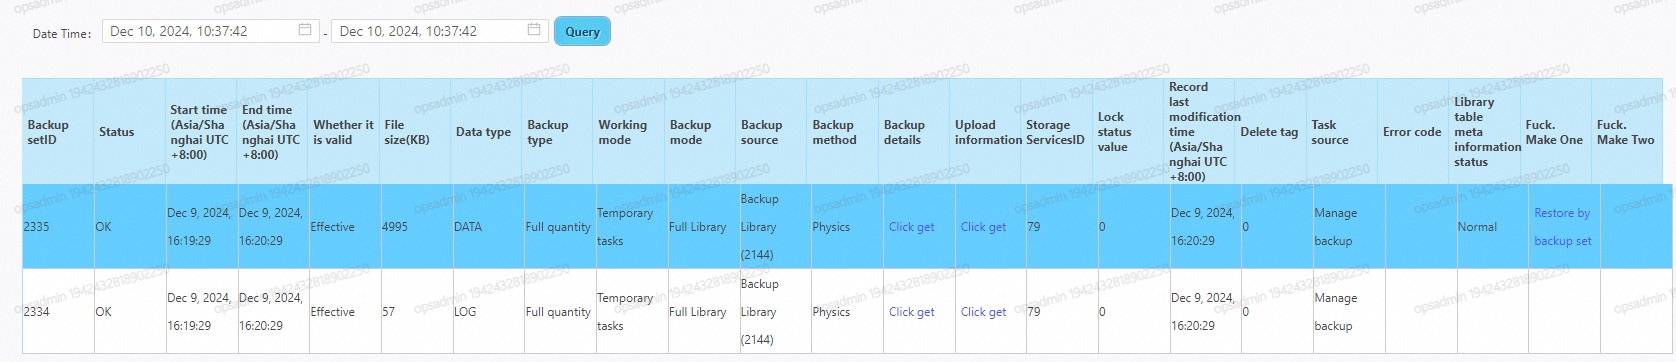 Date Time: Dec 10, 2024, 10:37:42 - Dec 10, 2024, 10:37:42 Query
Backup setID
Status
Start time (Asia/Sha nghai UTC +8:00)
End time (Asia/Sha nghai UTC +8:00)
Whether it is valid
File size(KB)
Data type
Backup type
Working mode
Backup mode
Backup source
Backup method
Backup details
Upload information
Storage ServicesID
Lock status value
Record last modification time (Asia/Sha nghai UTC +8:00)
Delete tag
Task source
Error code
Library table meta information status
Fuck. Make One
Fuck. Make Two
2335
OK
Dec 9, 2024, 16:19:29
Dec 9, 2024, 16:20:29
Effective
4995
DATA
Full quantity
Temporary tasks
Full Library
Backup Library (2144)
Physics
Click get
Click get
79
0
Dec 9, 2024, 16:20:29
0
Manage backup
Normal
Restore by backup set
2334
OK
Dec 9, 2024, 16:19:29
Dec 9, 2024, 16:20:29
Effective
57
LOG
Full quantity
Temporary tasks
Full Library
Backup Library (2144)
Physics
Click get
Click get
79
0
Dec 9, 2024, 16:20:29
0
Manage backup
opsadmin 1942432818902250